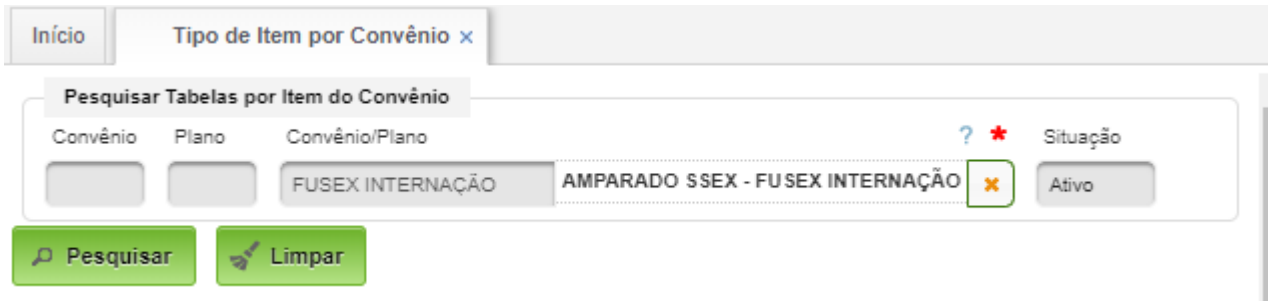 Início Tipo de Item por Convênio ×
Pesquisar Tabelas por Item do Convênio
Convênio Plano Convênio/Plano ? * Situação
FUSEX INTERNAÇÃO AMPARADO SSEX - FUSEX INTERNAÇÃO Ativo
Pesquisar Limpar